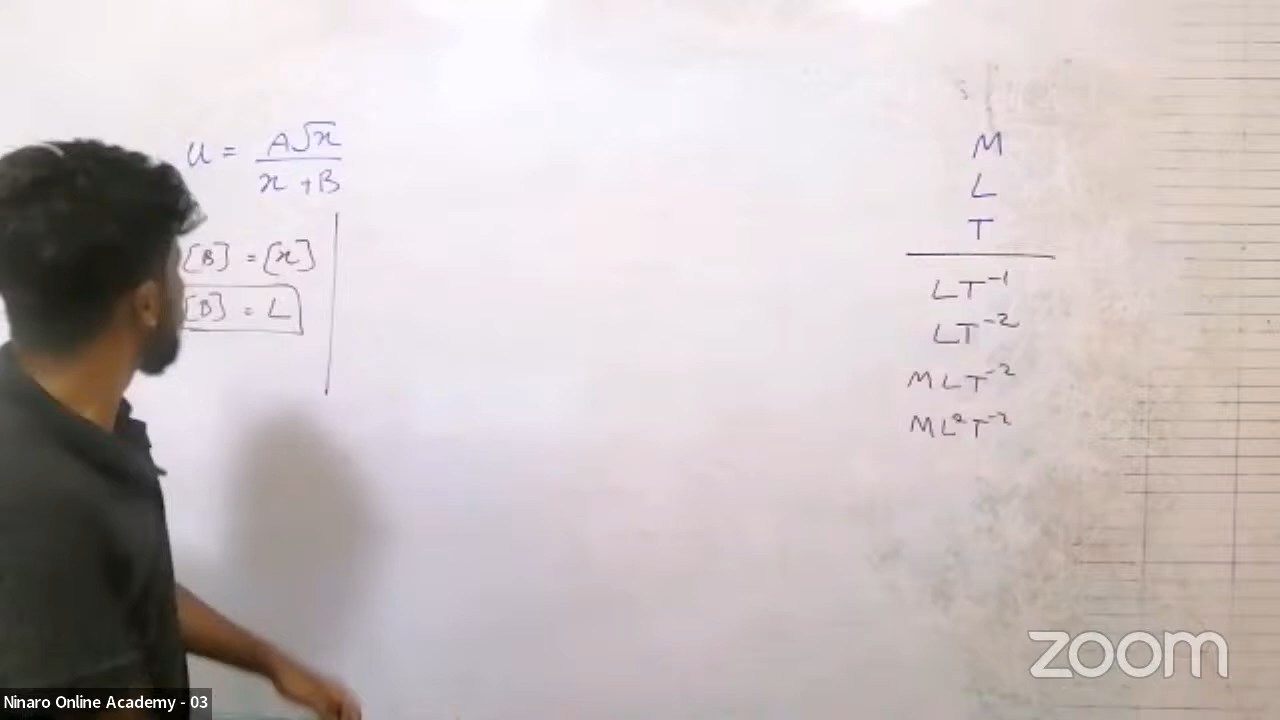 u = A√x / x + B
[B] = [x]
[B] = L
M
L
T
LT⁻¹
LT⁻²
MLT⁻²
ML²T⁻²
zoom
Ninaro Online Academy - 03